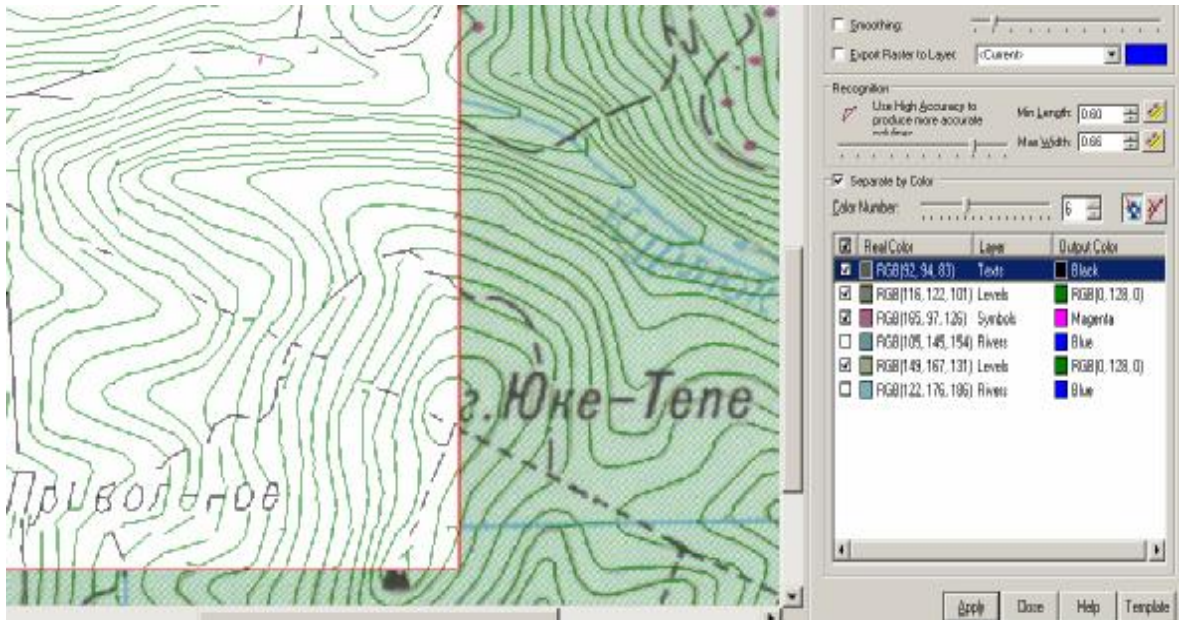 г. Юке-Тепе
Привольное
Smoothing:
Export Raster to Layer: <Current>
Recognition
Use High Accuracy to
produce more accurate
Min Length: 0.60
Max Width: 0.66
Separate by Color
Color Number: 6
Real Color Layer Output Color
RGB(92, 94, 83) Texts Black
RGB(116, 122, 101) Levels RGB(0, 128, 0)
RGB(165, 97, 126) Symbols Magenta
RGB(105, 145, 154) Rivers Blue
RGB(149, 167, 131) Levels RGB(0, 128, 0)
RGB(122, 176, 186) Rivers Blue
Apply Close Help Template